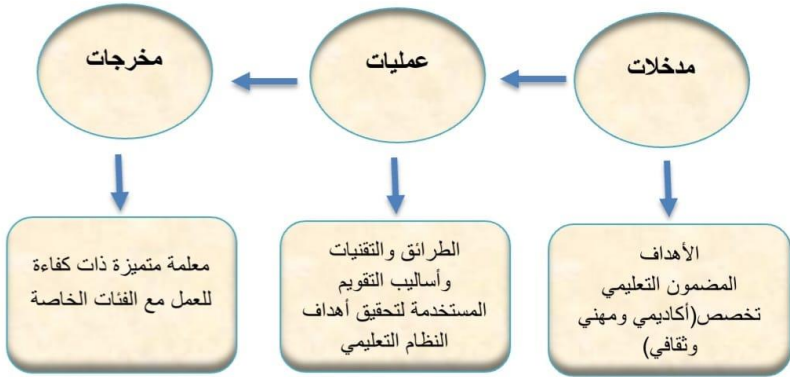 مدخلات
عمليات
مخرجات
الأهداف
المضمون التعليمي
تخصص(أكاديمي ومهني
وثقافي)
الطرائق والتقنيات
وأساليب التقويم
المستخدمة لتحقيق أهداف
النظام التعليمي
معلمة متميزة ذات كفاءة
للعمل مع الفئات الخاصة